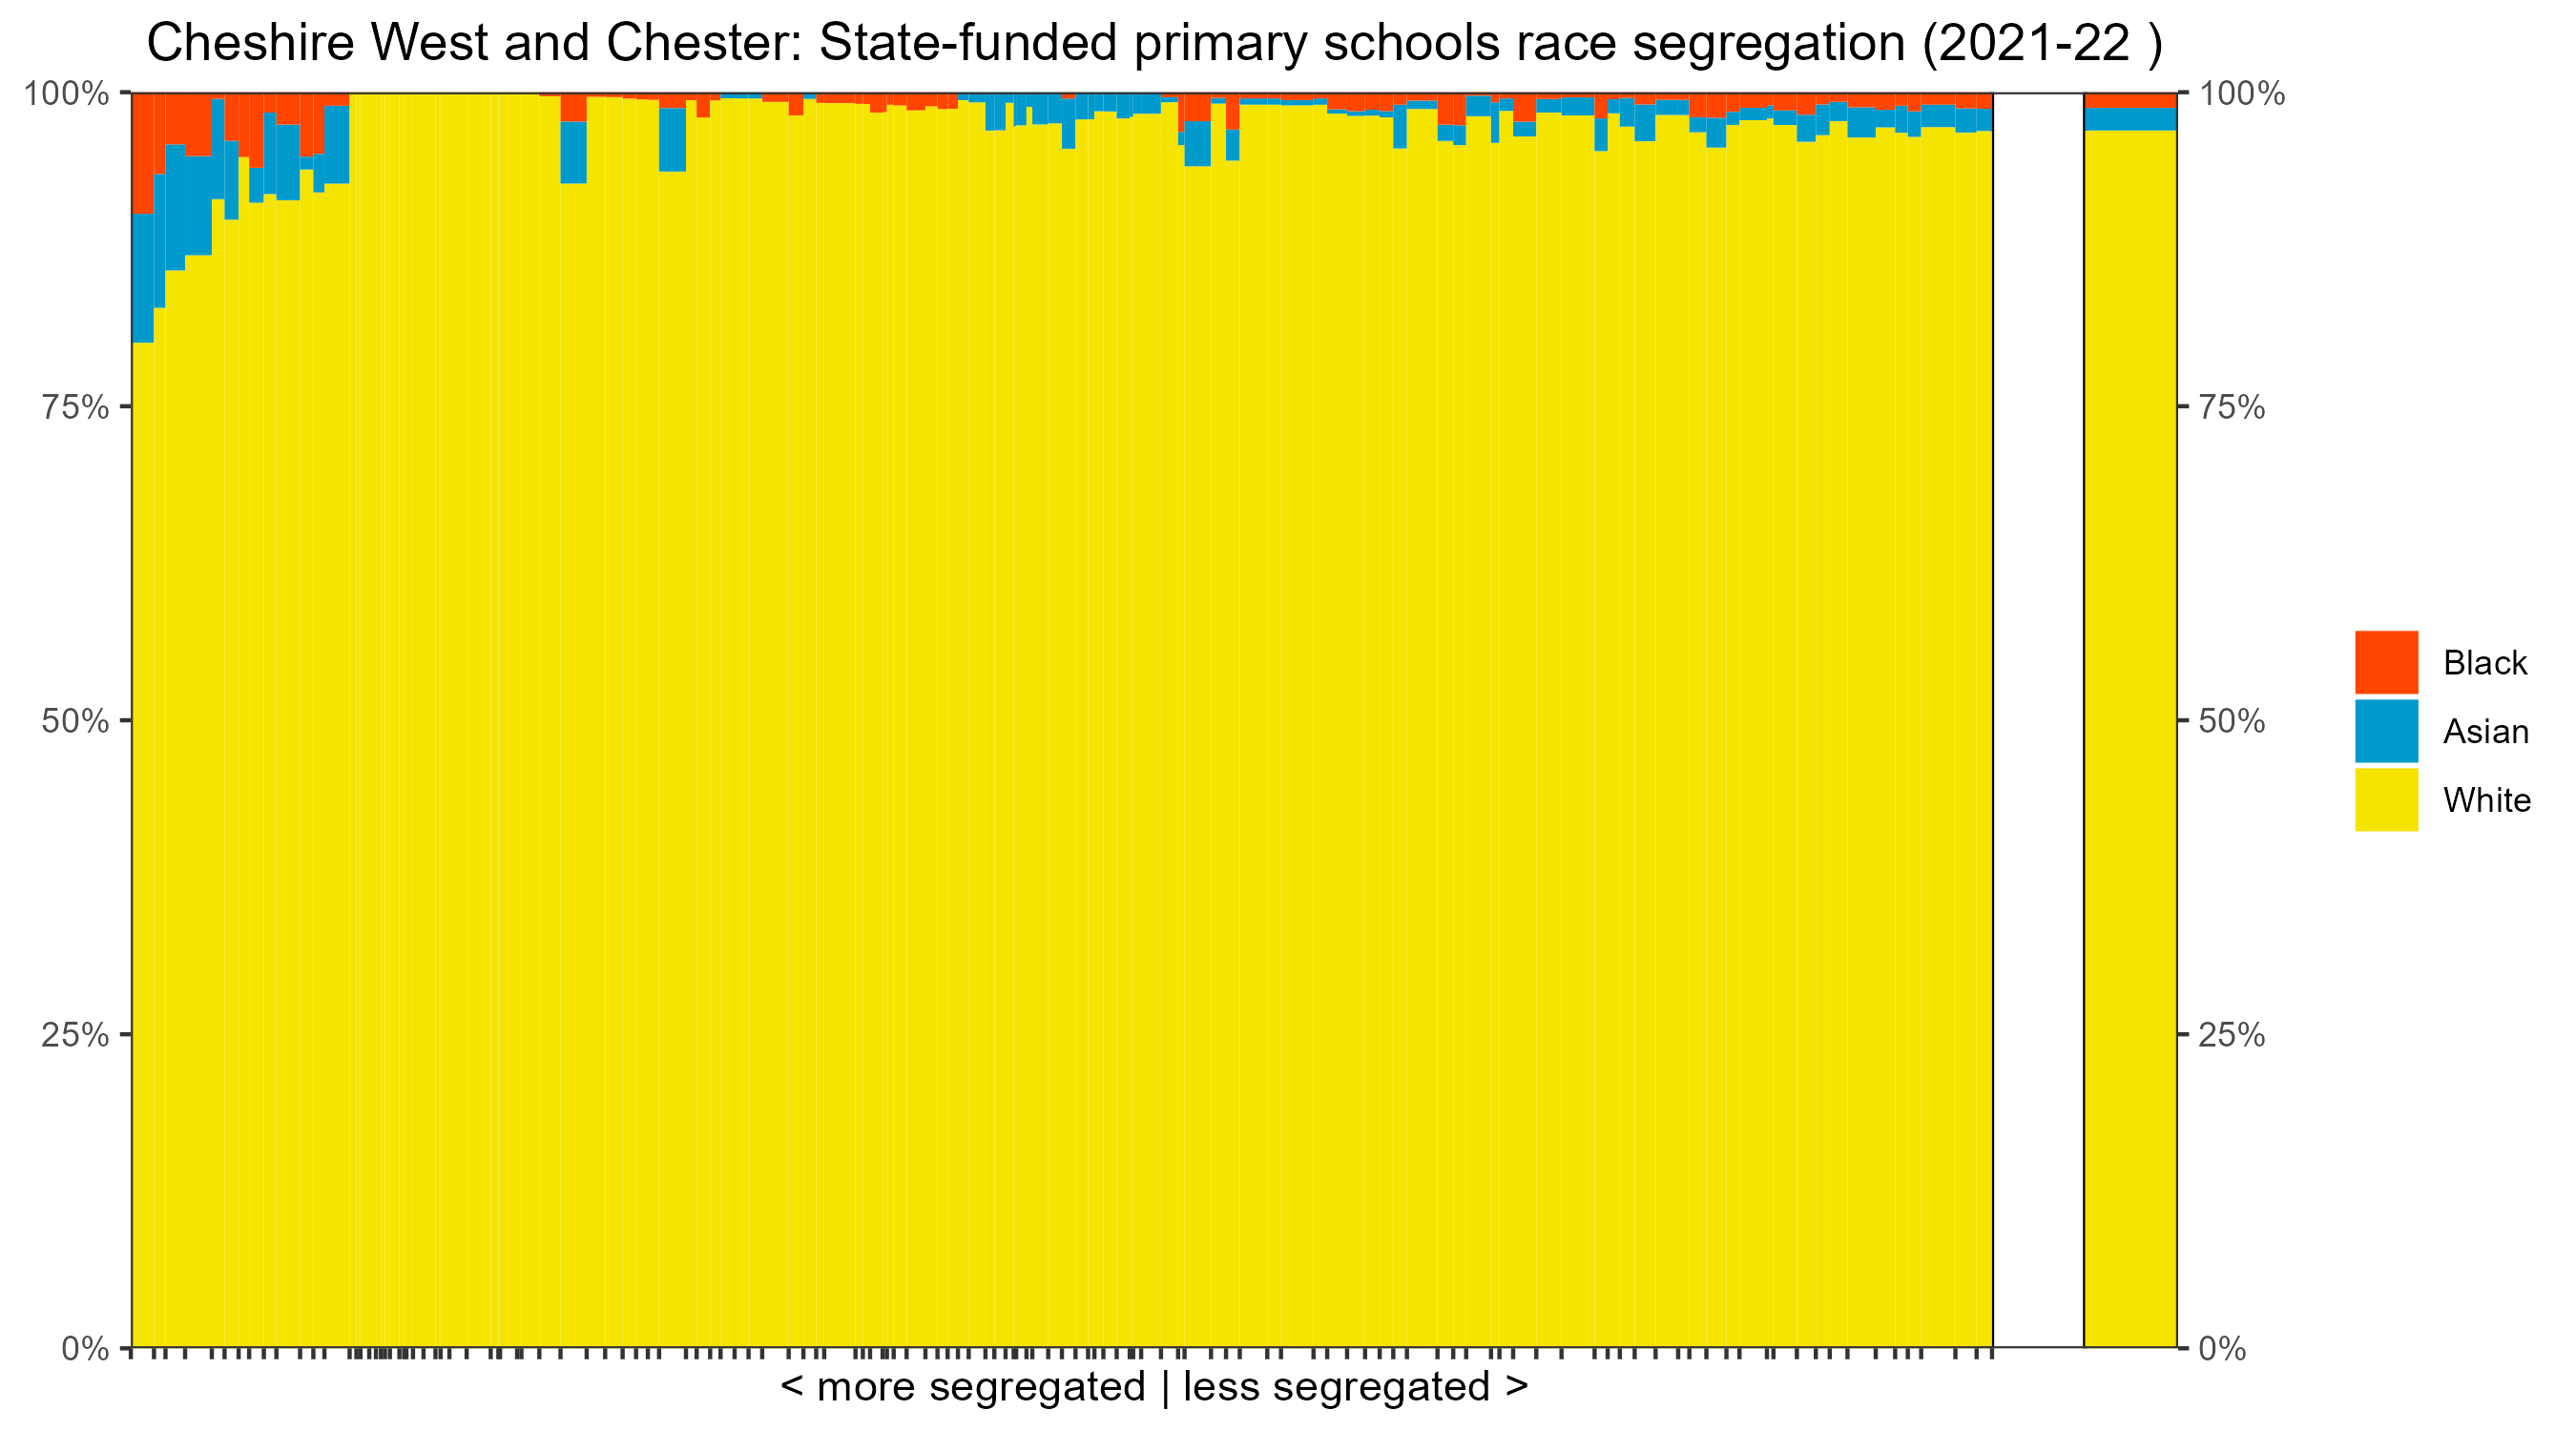 Cheshire West and Chester: State-funded primary schools race segregation (2021-22 )
100%
75%
50%
25%
0%
100%
75%
50%
25%
0%
Black
Asian
White
< more segregated | less segregated >